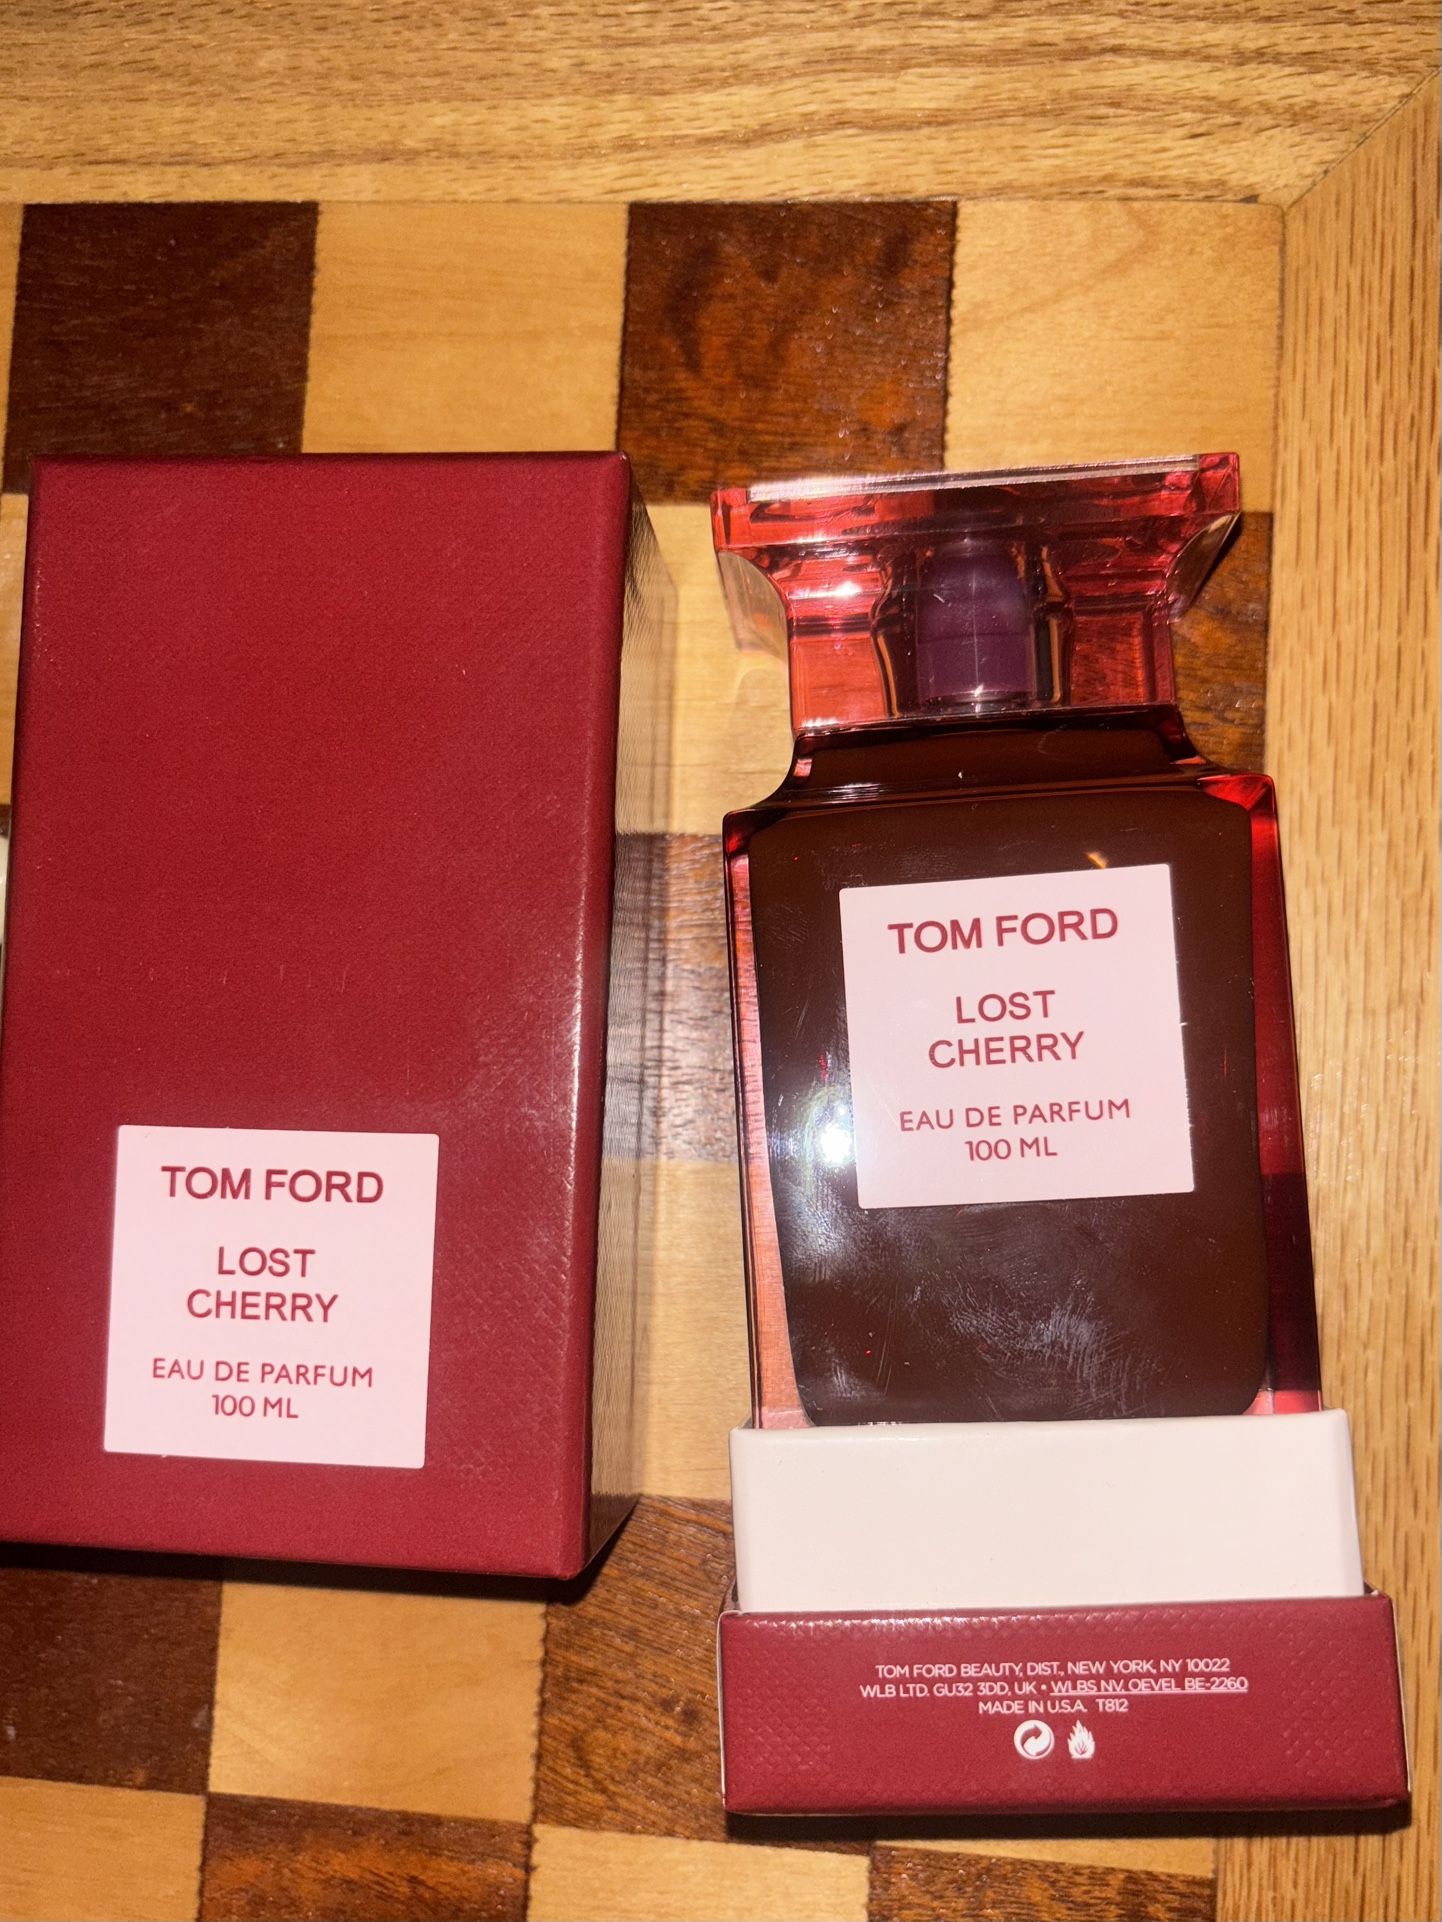 TOM FORD
LOST
CHERRY
EAU DE PARFUM
100 ML
TOM FORD
LOST
CHERRY
EAU DE PARFUM
100 ML
TOM FORD BEAUTY, DIST., NEW YORK, NY 10022
WLB LTD. GU32 3DD, UK • WLBS NV. OEVEL BE-2260
MADE IN U.S.A. T812